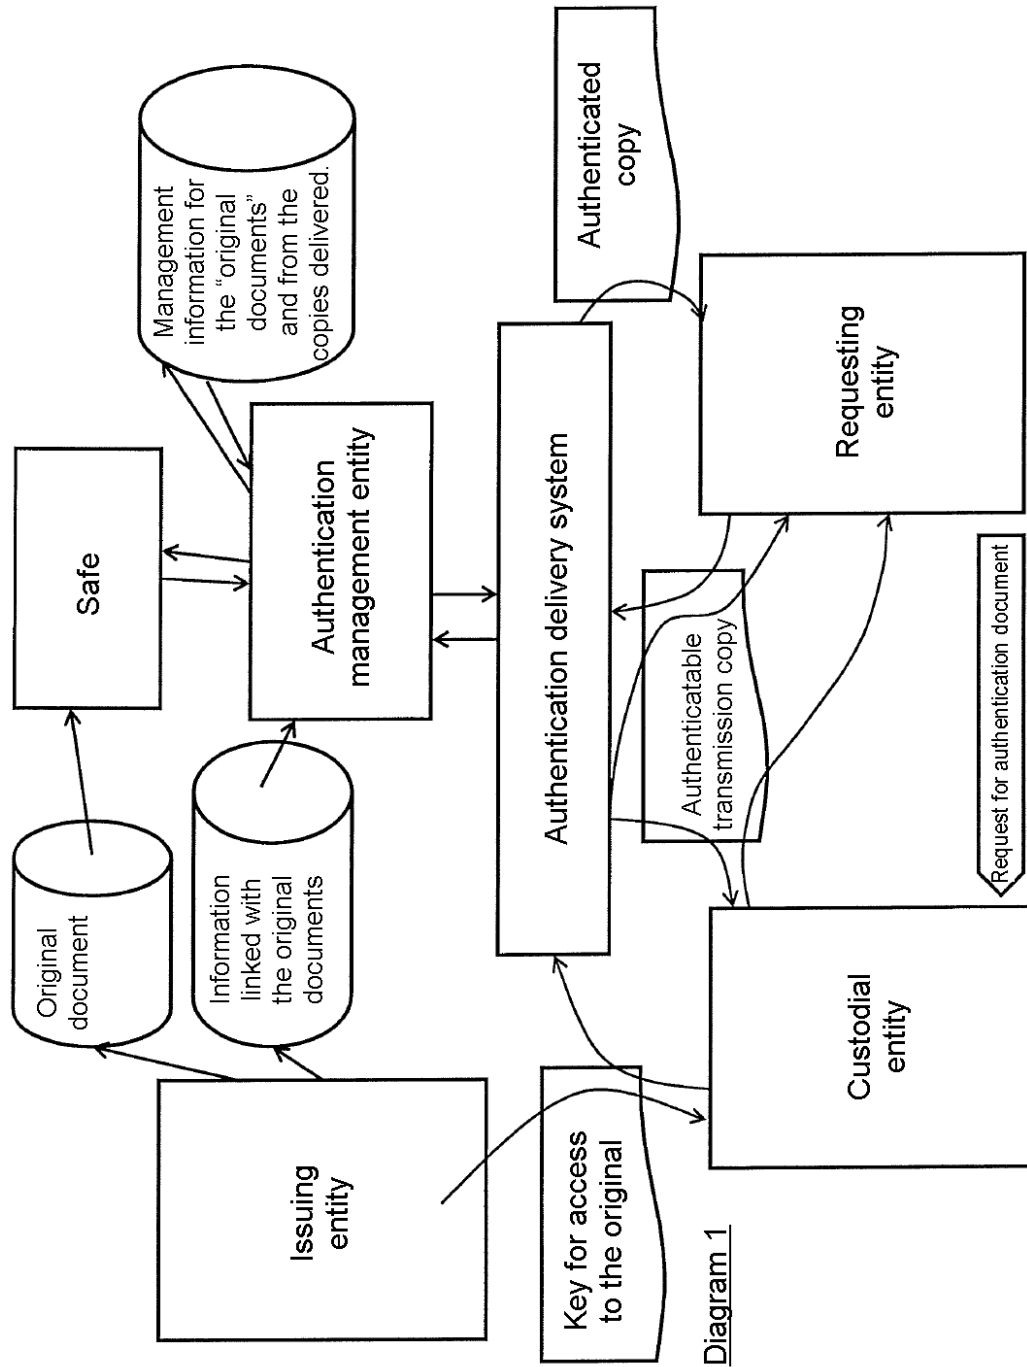 Original
document
Safe
Management
information for
the “original
documents”
and from the
copies delivered.
Issuing
entity
Information
linked with
the original
documents
Authentication
management entity
Key for access
to the original
Authentication delivery system
Authenticated
copy
Authenticatable
transmission copy
Custodial
entity
Requesting
entity
Request for authentication document
Diagram 1